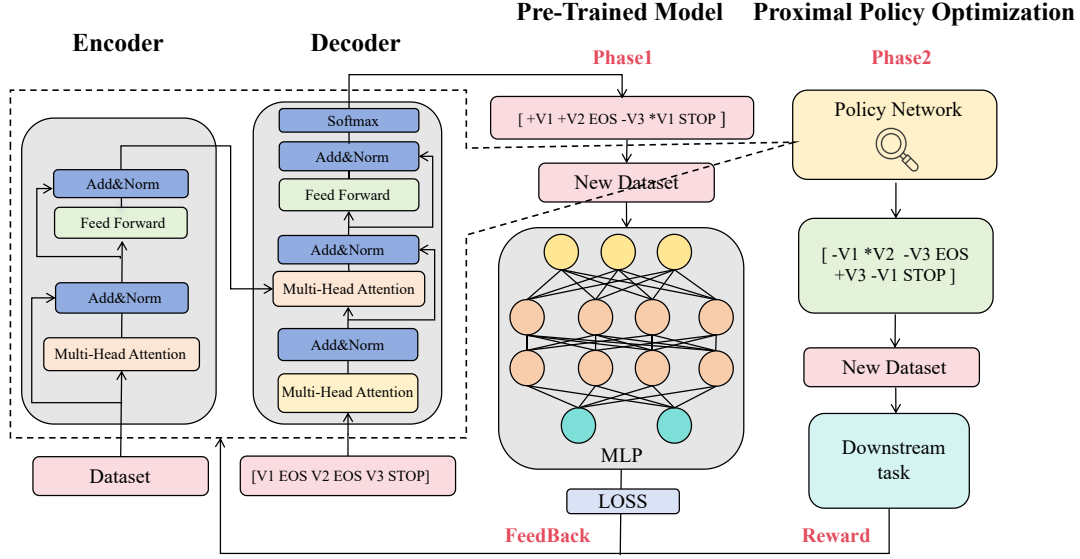 Pre-Trained Model
Proximal Policy Optimization
Encoder
Decoder
Phase1
Phase2
Softmax
Add&Norm
Feed Forward
Add&Norm
Multi-Head Attention
Add&Norm
Multi-Head Attention
Add&Norm
Feed Forward
Add&Norm
Multi-Head Attention
Dataset
[V1 EOS V2 EOS V3 STOP]
[ +V1 +V2 EOS -V3 *V1 STOP ]
New Dataset
MLP
LOSS
FeedBack
Policy Network
[ -V1 *V2 -V3 EOS
+V3 -V1 STOP ]
New Dataset
Downstream
task
Reward